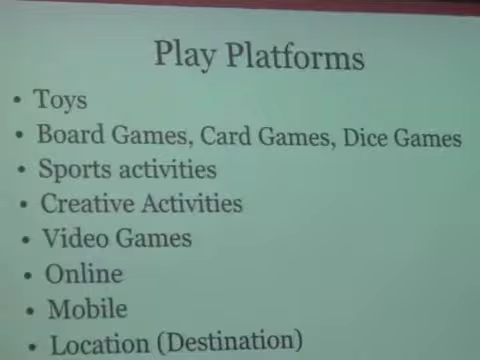 Play Platforms
• Toys
• Board Games, Card Games, Dice Games
• Sports activities
• Creative Activities
• Video Games
• Online
• Mobile
• Location (Destination)